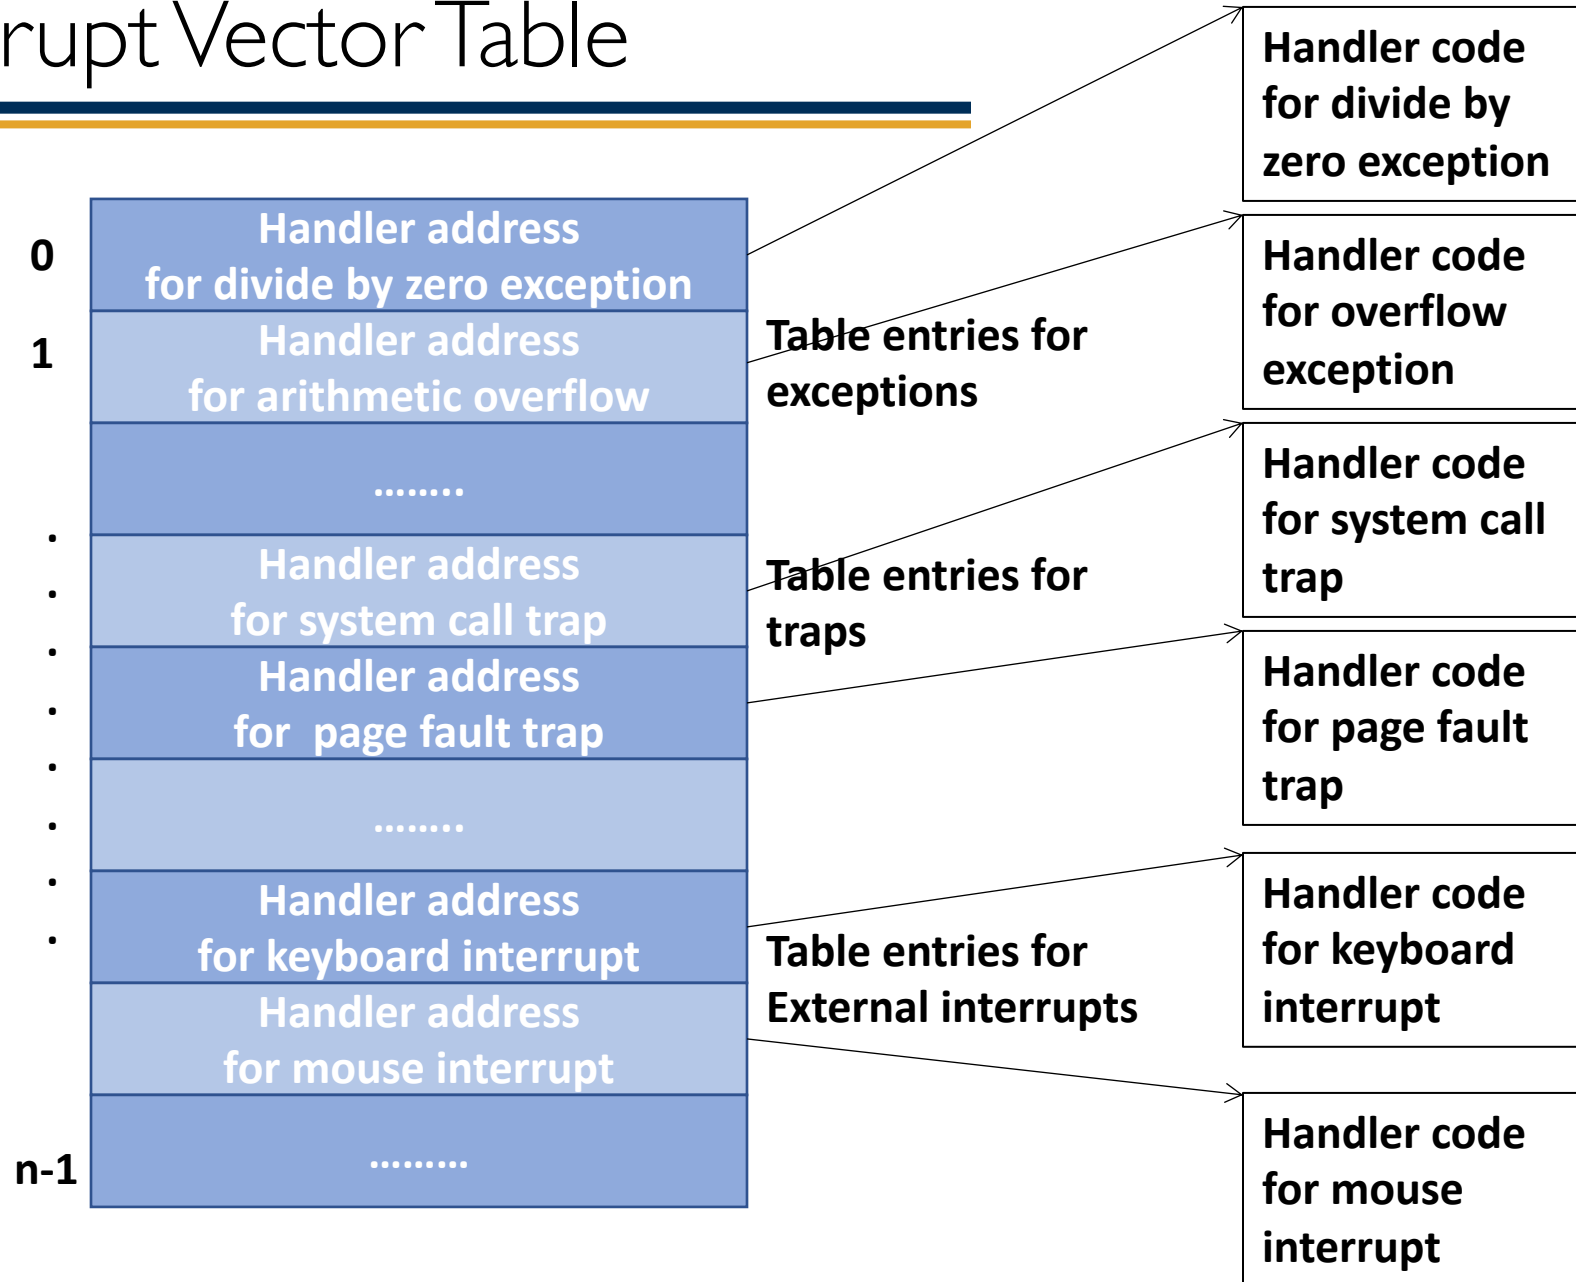 rupt Vector Table
0
Handler address
for divide by zero exception
1
Handler address
for arithmetic overflow
........
.
.
.
.
.
.
.
.
Handler address
for system call trap
Handler address
for  page fault trap
........
Handler address
for keyboard interrupt
Handler address
for mouse interrupt
n-1
.........
Table entries for
exceptions
Table entries for
traps
Table entries for
External interrupts
Handler code
for divide by
zero exception
Handler code
for overflow
exception
Handler code
for system call
trap
Handler code
for page fault
trap
Handler code
for keyboard
interrupt
Handler code
for mouse
interrupt